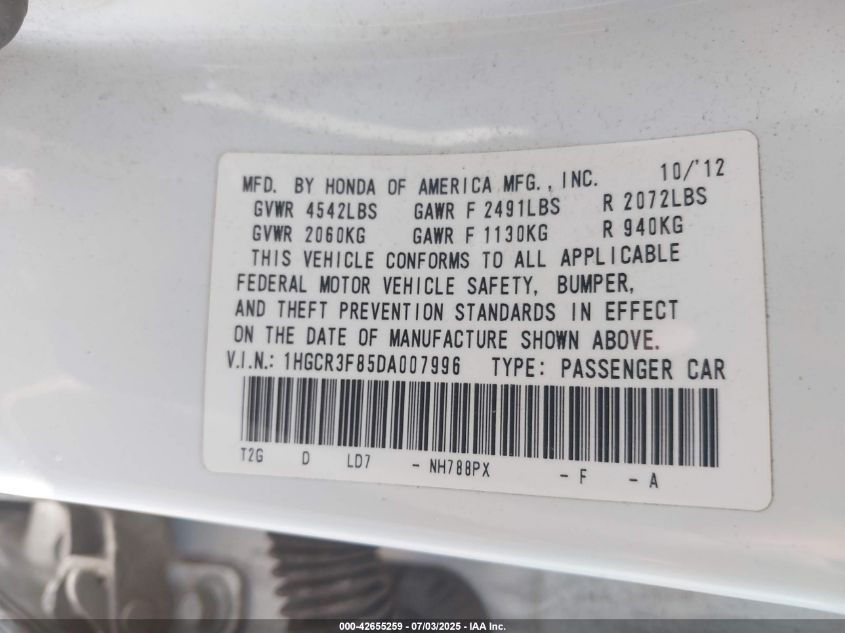 MFD. BY HONDA OF AMERICA MFG., INC. 10/'12
GVWR 4542LBS GAWR F 2491LBS R 2072LBS
GVWR 2060KG GAWR F 1130KG R 940KG
THIS VEHICLE CONFORMS TO ALL APPLICABLE
FEDERAL MOTOR VEHICLE SAFETY, BUMPER,
AND THEFT PREVENTION STANDARDS IN EFFECT
ON THE DATE OF MANUFACTURE SHOWN ABOVE.
V.I.N.: 1HGCR3F85DA007996 TYPE: PASSENGER CAR
T2G D LD7 - NH788PX - F - A
000-42655259 - 07/03/2025 - IAA Inc.